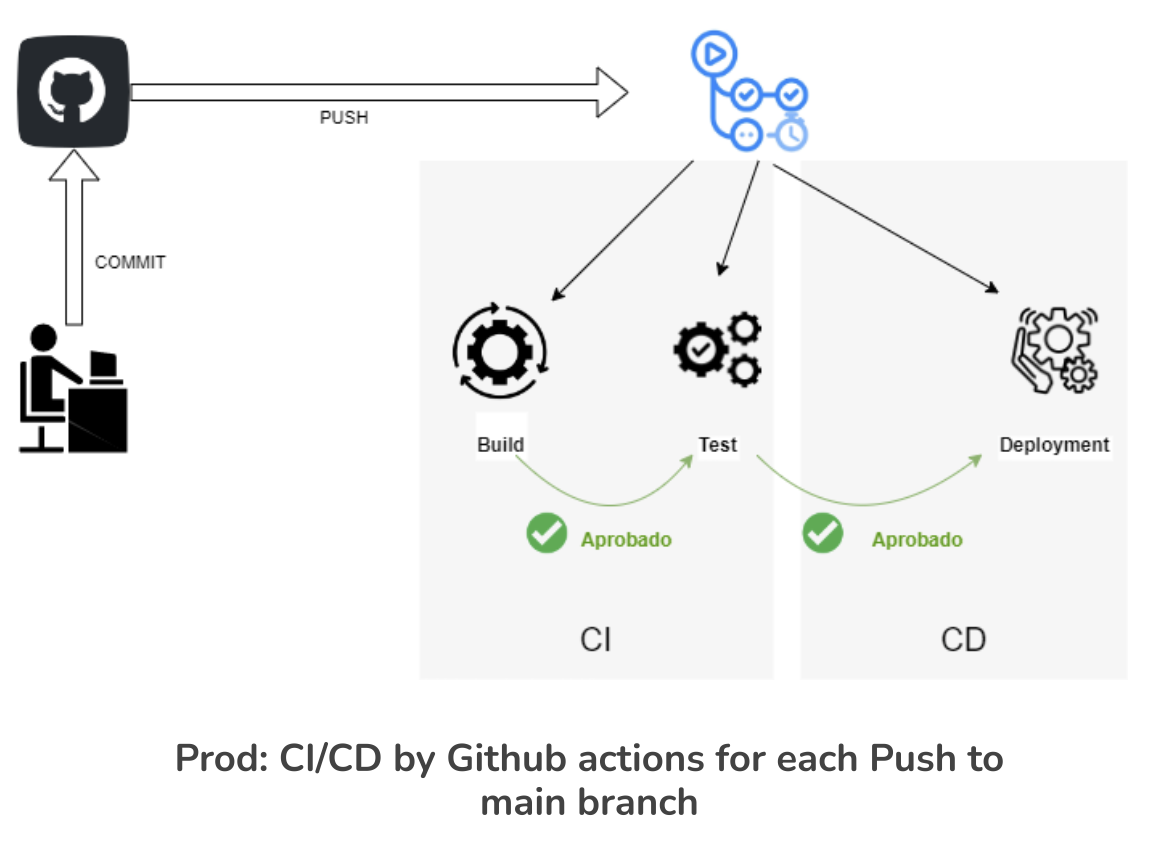 PUSH
COMMIT
Build
Test
Deployment
Aprobado
Aprobado
CI
CD
Prod: CI/CD by Github actions for each Push to
main branch